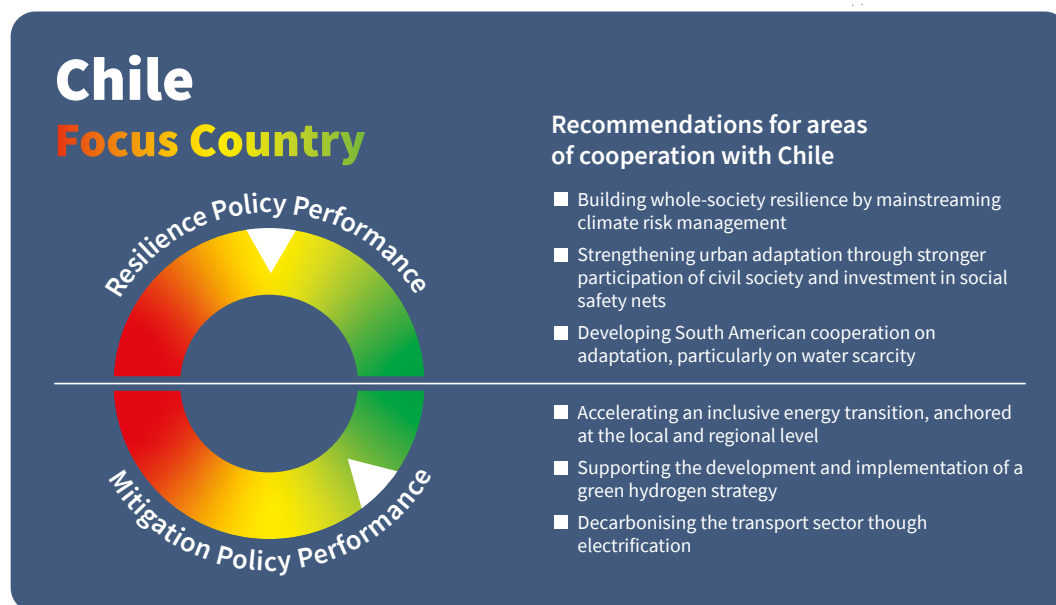 Chile
Focus Country
Resilience Policy Performance
Mitigation Policy Performance
Recommendations for areas
of cooperation with Chile
Building whole-society resilience by mainstreaming
climate risk management
Strengthening urban adaptation through stronger
participation of civil society and investment in social
safety nets
Developing South American cooperation on
adaptation, particularly on water scarcity
Accelerating an inclusive energy transition, anchored
at the local and regional level
Supporting the development and implementation of a
green hydrogen strategy
Decarbonising the transport sector though
electrification